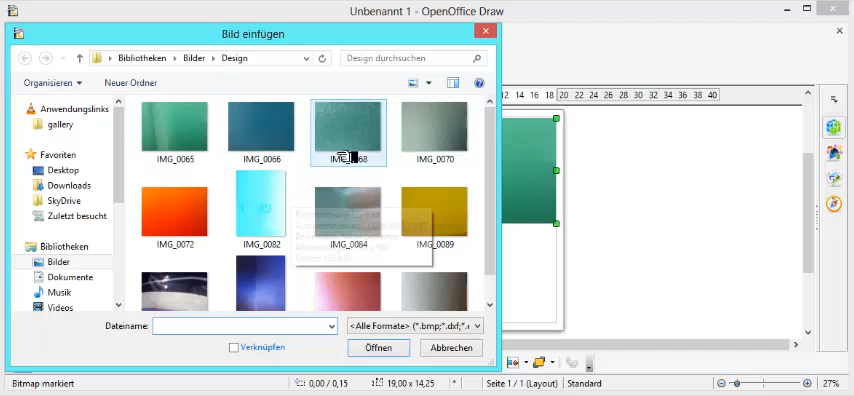 Unbenannt 1 - OpenOffice Draw
Bild einfügen
Bibliotheken Bilder Design
Design durchsuchen
Organisieren
Neuer Ordner
12 14 16 18 20 22 24 26 28 30 32 34 36 38 40
Anwendungslinks
gallery
Favoriten
Desktop
Downloads
SkyDrive
Zuletzt besucht
Bibliotheken
Bilder
Dokumente
Musik
Videos
IMG_0065
IMG_0066
IMG_0070
IMG_0072
IMG_0082
IMG_0084
IMG_0089
Dateiname:
<Alle Formate> (*.bmp;*.dxf;*.e
Verknüpfen
Öffnen
Abbrechen
Bitmap markiert
0,00 / 0,15
19,00 x 14,25
*
Seite 1 / 1 (Layout)
Standard
27%